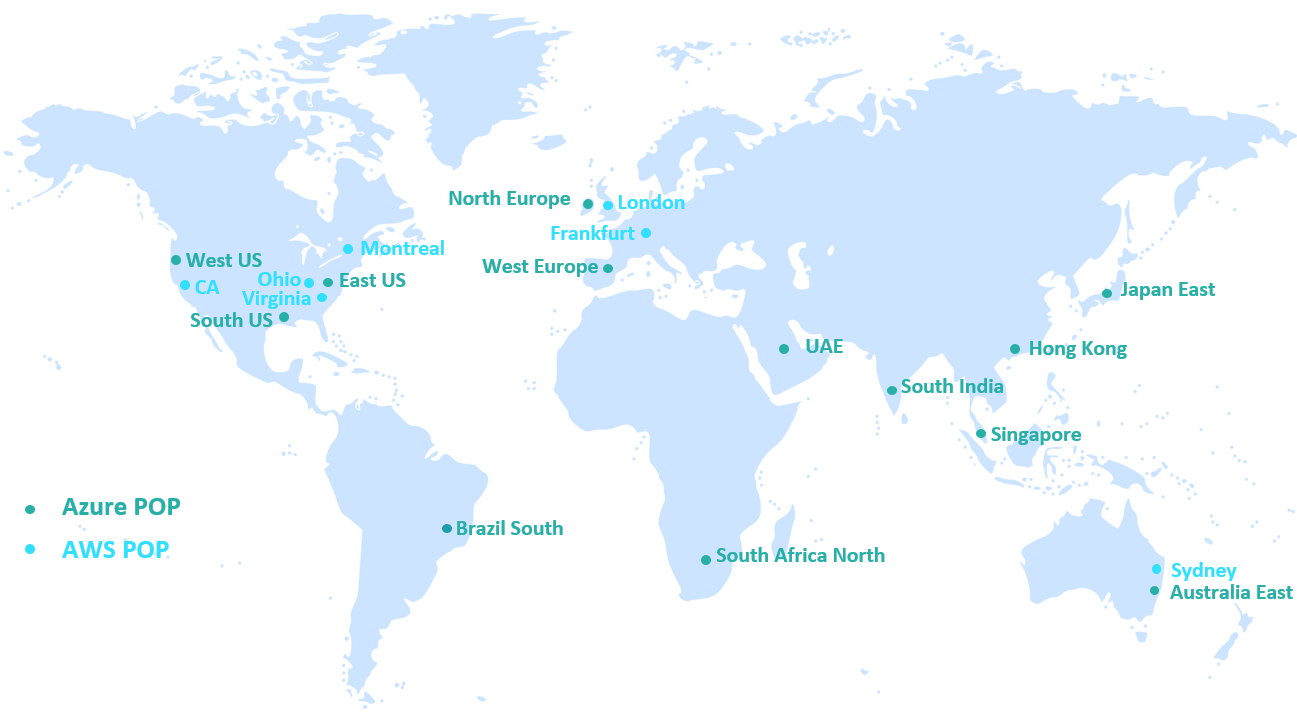 North Europe
London
Frankfurt
Montreal
West US
West Europe
Ohio
East US
CA
Japan East
Virginia
South US
UAE
Hong Kong
South India
Singapore
Azure POP
Brazil South
AWS POP
South Africa North
Sydney
Australia East